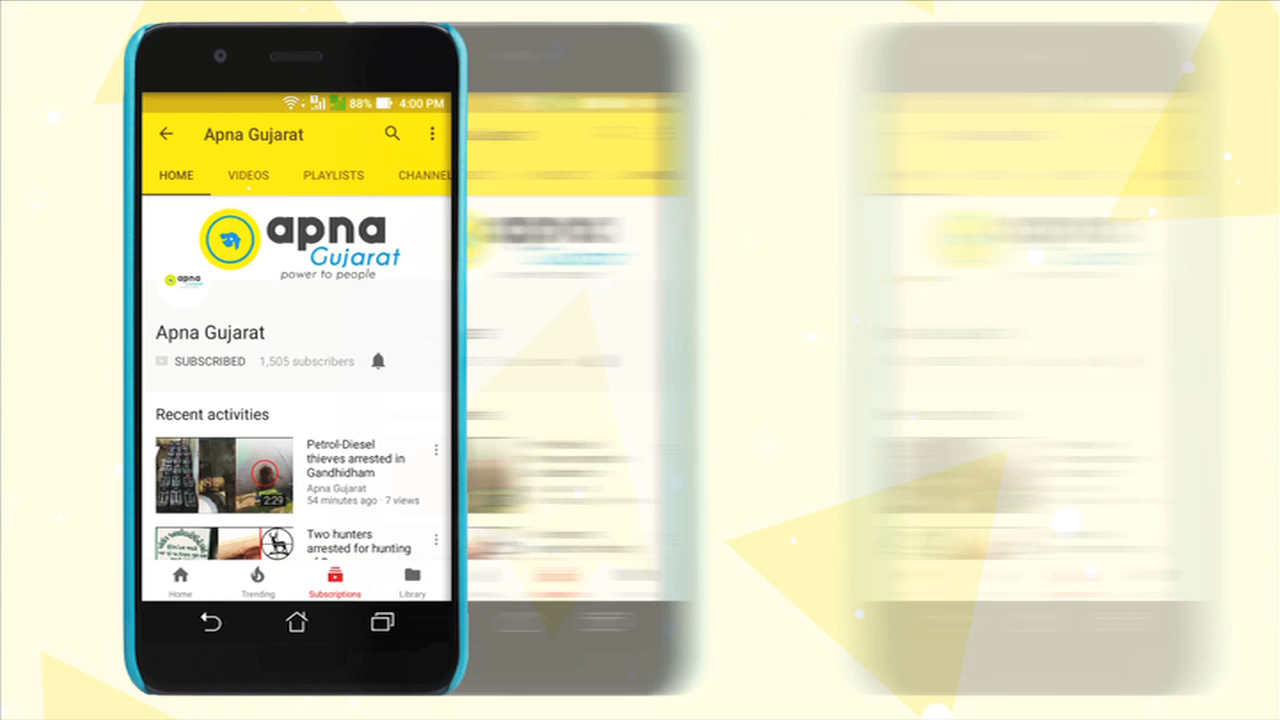 88% 4:00 PM
Apna Gujarat
HOME VIDEOS PLAYLISTS CHANNEL
apna
Gujarat
power to people
apna
Apna Gujarat
SUBSCRIBED 1,505 subscribers
Recent activities
Petrol-Diesel
thieves arrested in
Gandhidham
Apna Gujarat
54 minutes ago · 7 views
2:29
Two hunters
arrested for hunting
Home Trending Subscriptions Library